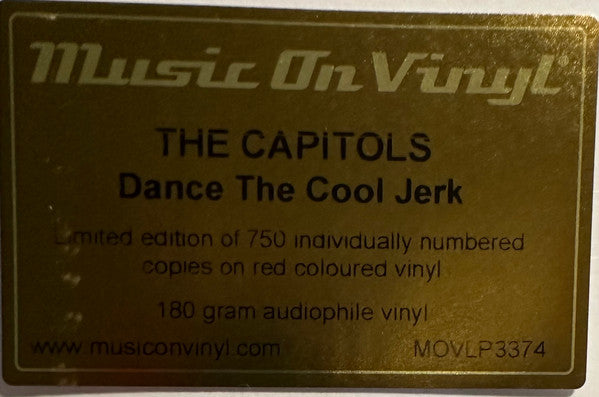 Music On Vinyl®
THE CAPITOLS
Dance The Cool Jerk
Limited edition of 750 individually numbered
copies on red coloured vinyl
180 gram audiophile vinyl
www.musiconvinyl.com MOVLP3374